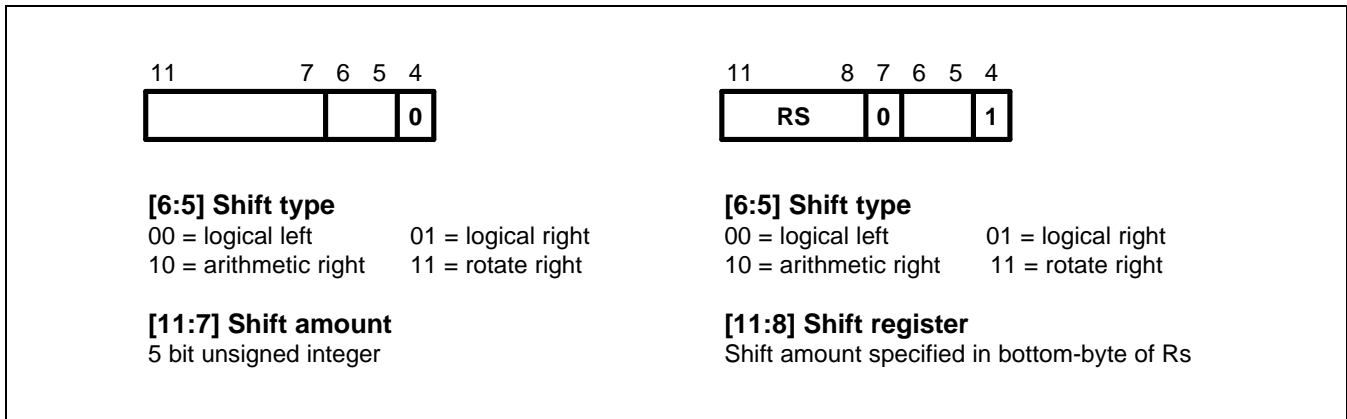 11 7 6 5 4
0
[6:5] Shift type
00 = logical left 01 = logical right
10 = arithmetic right 11 = rotate right
[11:7] Shift amount
5 bit unsigned integer
11 8 7 6 5 4
RS 0 1
[6:5] Shift type
00 = logical left 01 = logical right
10 = arithmetic right 11 = rotate right
[11:8] Shift register
Shift amount specified in bottom-byte of Rs